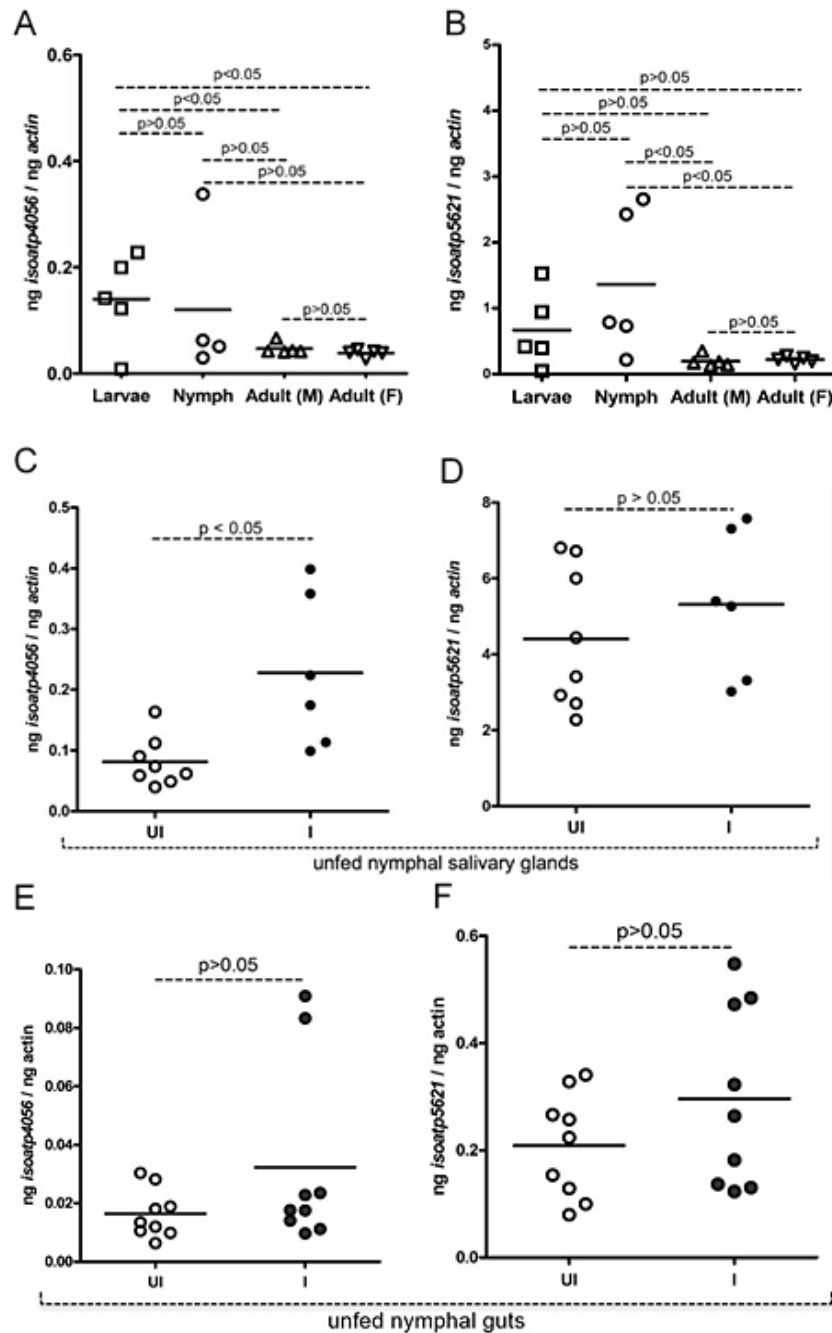 A
ng isoatp4056 / ng actin
0.6
0.4
0.2
0.0
p<0.05
p<0.05
p>0.05
p>0.05
p>0.05
p>0.05
Larvae Nymph Adult (M) Adult (F)
B
ng isoatp5621 / ng actin
5
4
3
2
1
0
p>0.05
p>0.05
p>0.05
p<0.05
p<0.05
p>0.05
Larvae Nymph Adult (M) Adult (F)
C
ng isoatp4056 / ng actin
0.5
0.4
0.3
0.2
0.1
0.0
p < 0.05
UI I
D
ng isoatp5621 / ng actin
8
6
4
2
0
p > 0.05
UI I
unfed nymphal salivary glands
E
ng isoatp4056 / ng actin
0.10
0.08
0.06
0.04
0.02
0.00
p>0.05
UI I
F
ng isoatp5621 / ng actin
0.6
0.4
0.2
0.0
p>0.05
UI I
unfed nymphal guts